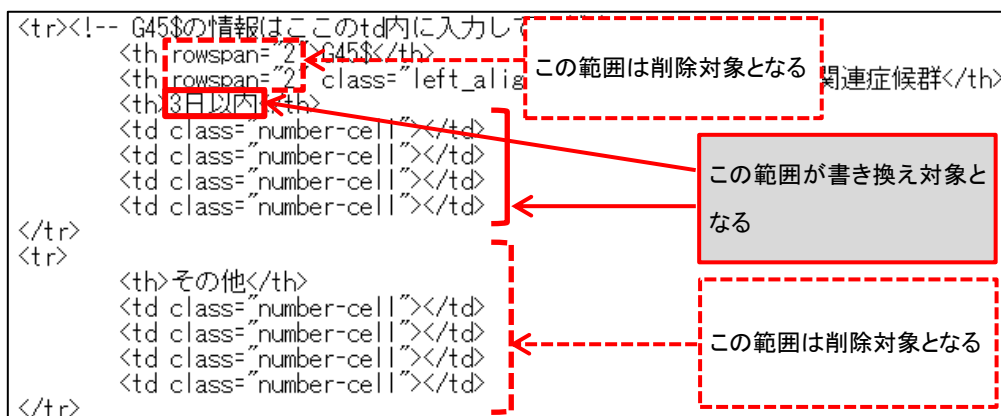 <tr><!-- G45$の情報はここのtd内に入力して
<th rowspan="2">G45$</th>
<th rowspan="2" class="left_alig 関連症候群</th>
<th>3日以内</th>
<td class="number-cell"></td>
<td class="number-cell"></td>
<td class="number-cell"></td>
<td class="number-cell"></td>
</tr>
<tr>
<th>その他</th>
<td class="number-cell"></td>
<td class="number-cell"></td>
<td class="number-cell"></td>
<td class="number-cell"></td>
</tr>
この範囲は削除対象となる
この範囲が書き換え対象と
なる
この範囲は削除対象となる